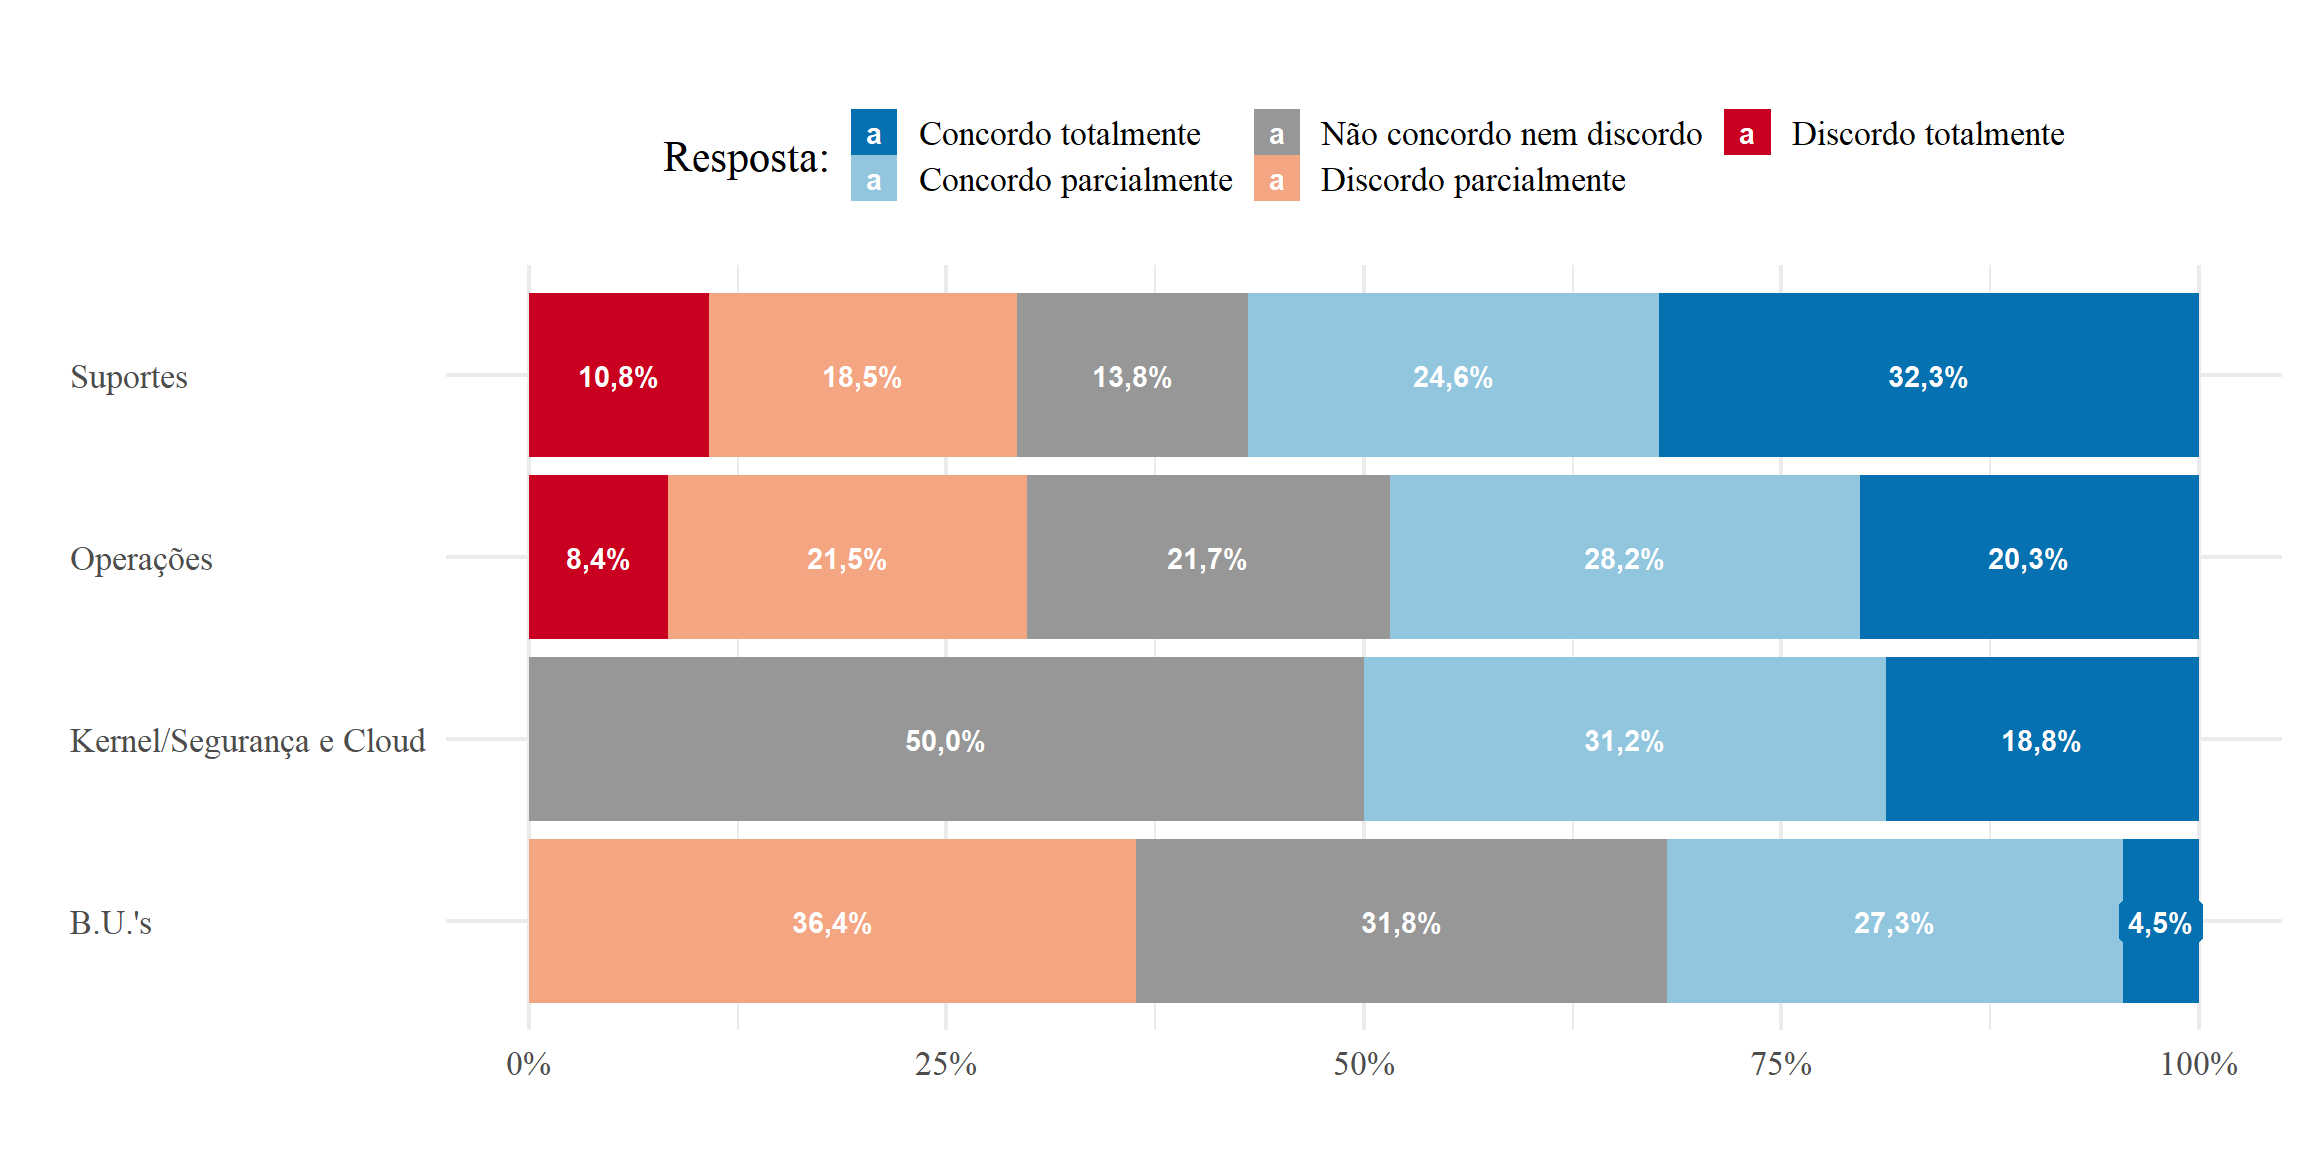 Resposta:
a Concordo totalmente
a Concordo parcialmente
a Não concordo nem discordo
a Discordo parcialmente
a Discordo totalmente
Suportes
10,8% 18,5% 13,8% 24,6% 32,3%
Operações
8,4% 21,5% 21,7% 28,2% 20,3%
Kernel/Segurança e Cloud
50,0% 31,2% 18,8%
B.U.'s
36,4% 31,8% 27,3% 4,5%
0% 25% 50% 75% 100%